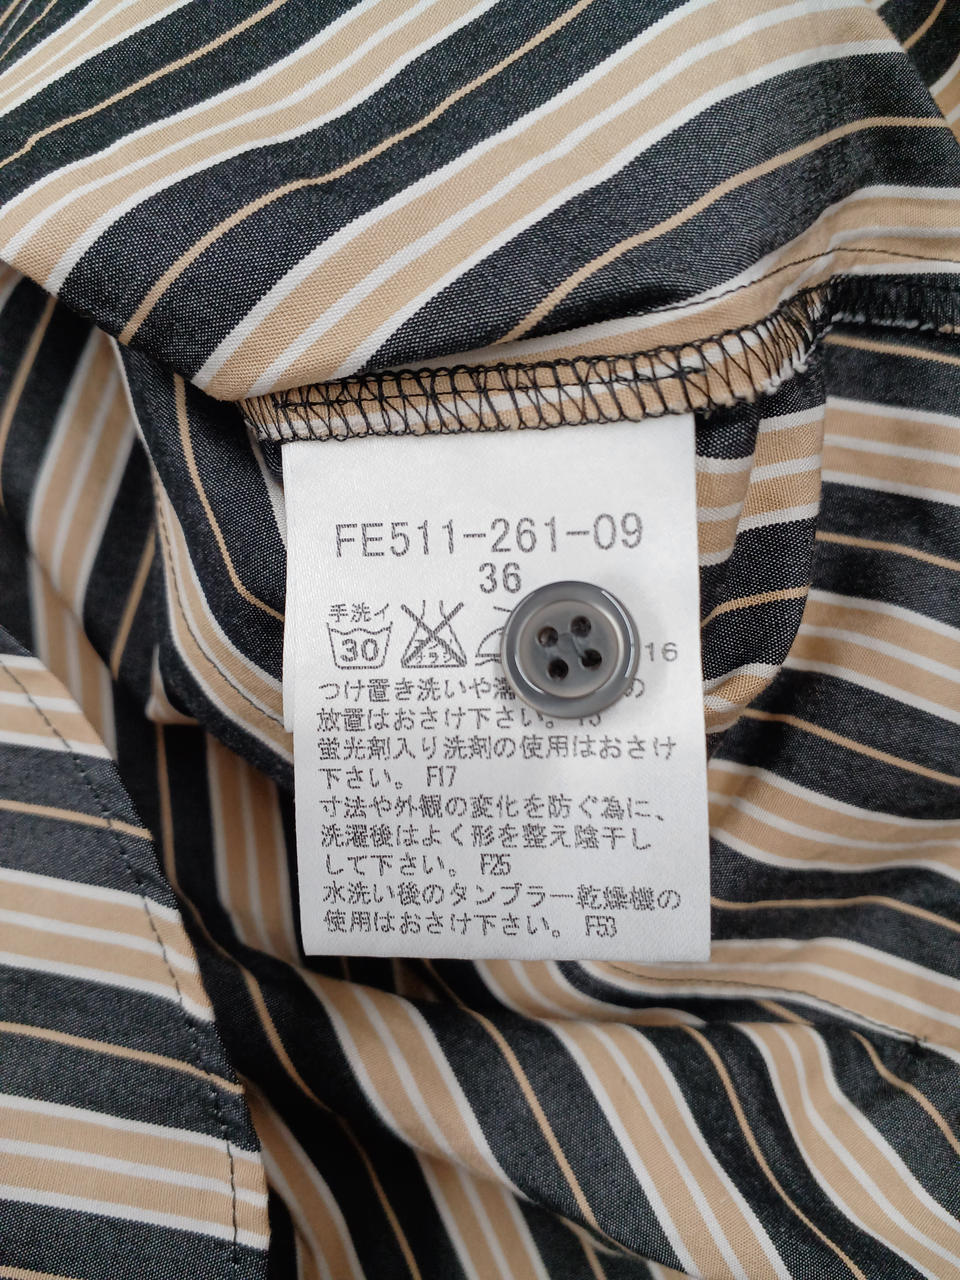 FE511-261-09
36
手洗イ
30
16
つけ置き洗いや濡 の
放置はおさけ下さい。
蛍光剤入り洗剤の使用はおさけ
下さい。 F17
寸法や外観の変化を防ぐ為に、
洗濯後はよく形を整え陰干し
して下さい。 F25
水洗い後のタンブラー乾燥機の
使用はおさけ下さい。 F53